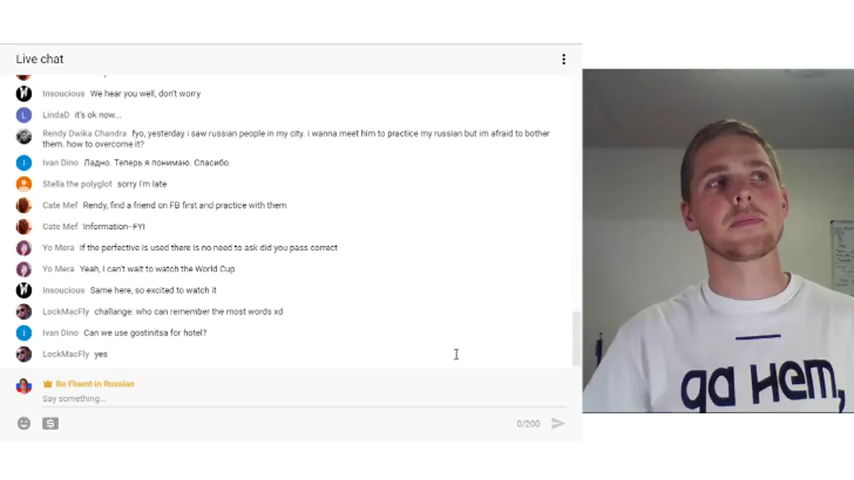 Live chat
Insoucious We hear you well, don't worry
L LindaD it's ok now...
Rendy Dwika Chandra fyo, yesterday i saw russian people in my city. i wanna meet him to practice my russian but im afraid to bother
them. how to overcome it?
I Ivan Dino Ладно. Теперь я понимаю. Спасибо.
Stella the polyglot sorry I'm late
Cate Mef Rendy, find a friend on FB first and practice with them
Cate Mef Information--FYI
Yo Mera If the perfective is used there is no need to ask did you pass correct
Yo Mera Yeah, I can't wait to watch the World Cup
Insoucious Same here, so excited to watch it
LockMacFly challange: who can remember the most words xd
I Ivan Dino Can we use gostinitsa for hotel?
LockMacFly yes
Be Fluent in Russian
Say something...
0/200
да нет,